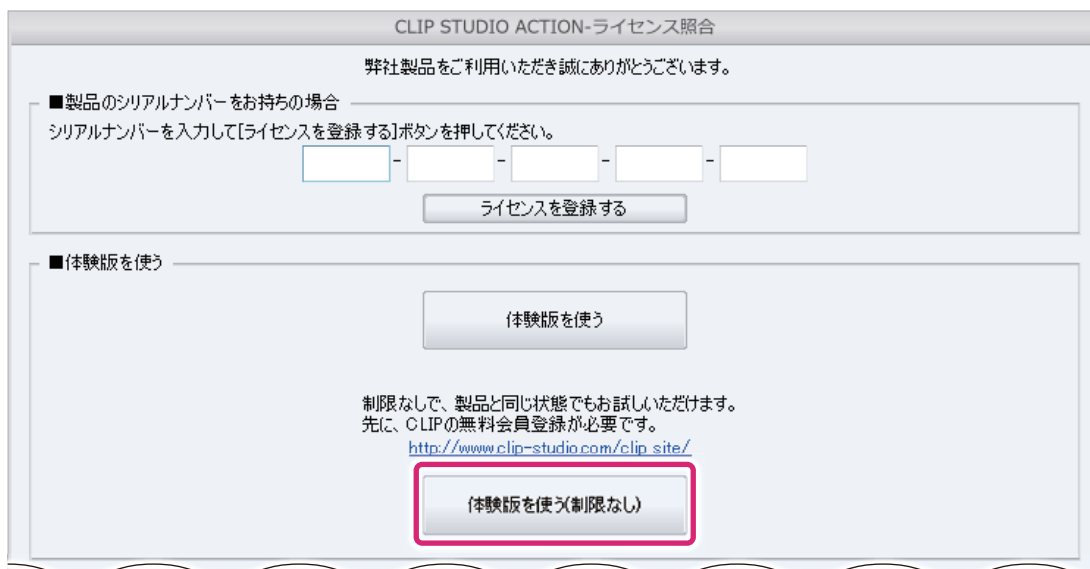 CLIP STUDIO ACTION-ライセンス照合
弊社製品をご利用いただき誠にありがとうございます。
■製品のシリアルナンバーをお持ちの場合
シリアルナンバーを入力して[ライセンスを登録する]ボタンを押してください。
- - - -
ライセンスを登録する
■体験版を使う
体験版を使う
制限なしで、製品と同じ状態でもお試しいただけます。
先に、CLIPの無料会員登録が必要です。
http://www.clip-studio.com/clip_site/
体験版を使う(制限なし)